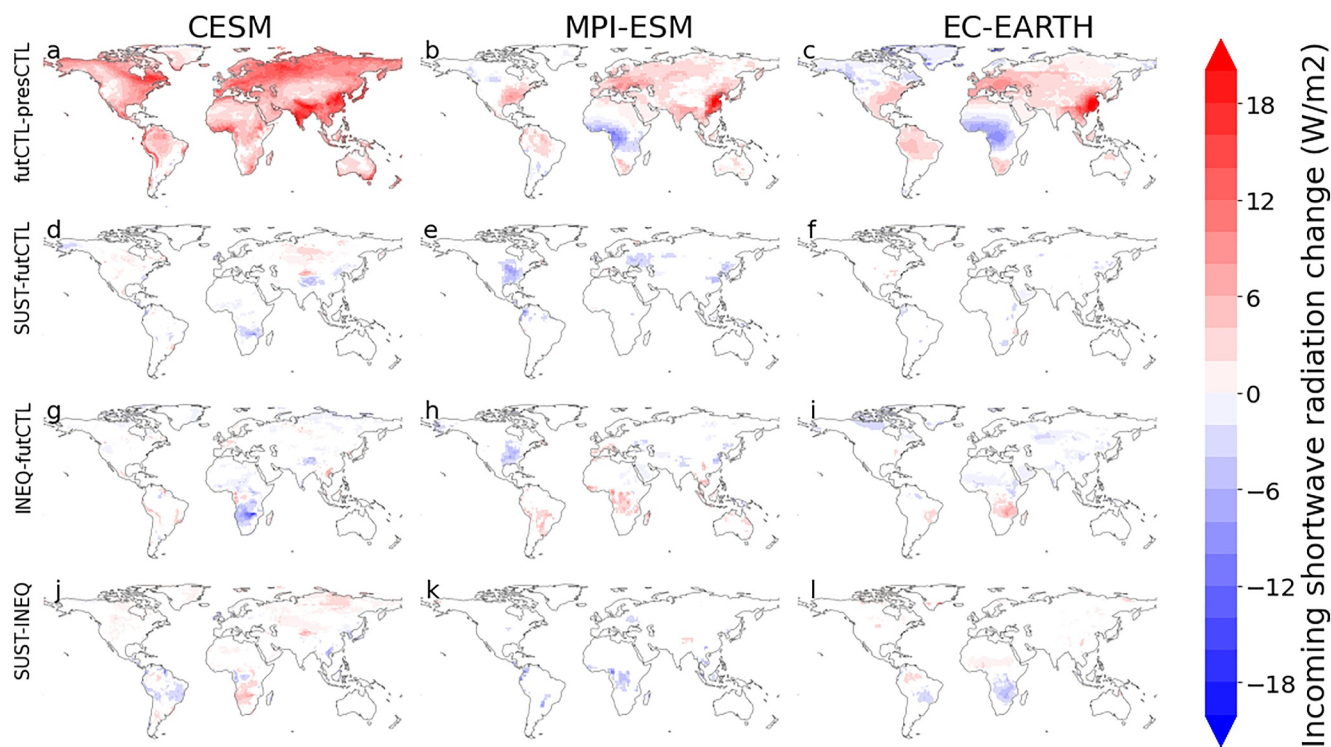 CESM MPI-ESM EC-EARTH
futCTL-presCTL
a b c
SUST-futCTL
d e f
INEQ-futCTL
g h i
SUST-INEQ
j k l
18
12
6
0
−6
−12
−18
Incoming shortwave radiation change (W/m2)